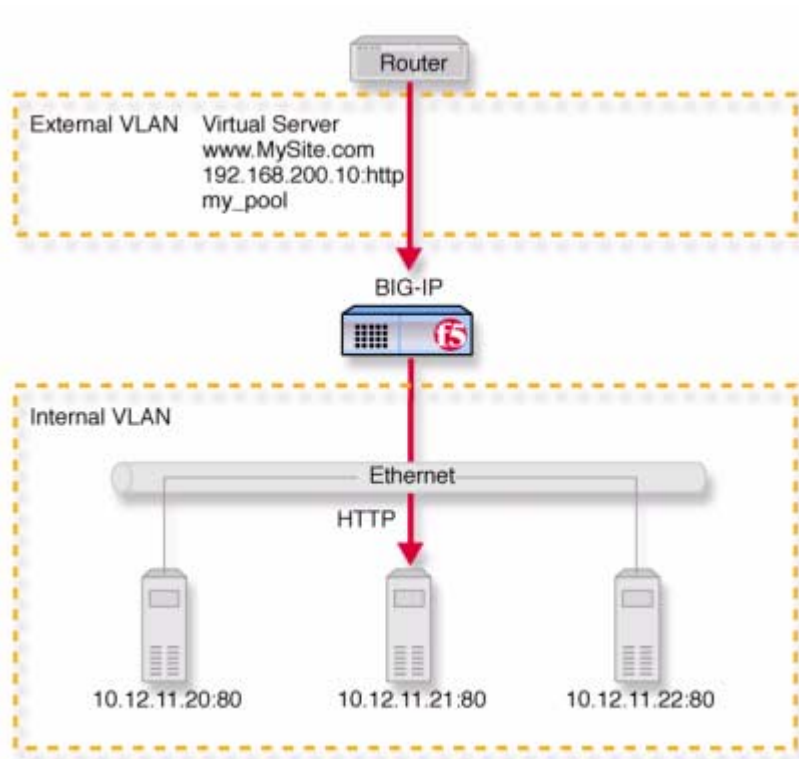 Router
External VLAN
Virtual Server
www.MySite.com
192.168.200.10:http
my_pool
BIG-IP
f5
Internal VLAN
Ethernet
HTTP
10.12.11.20:80
10.12.11.21:80
10.12.11.22:80